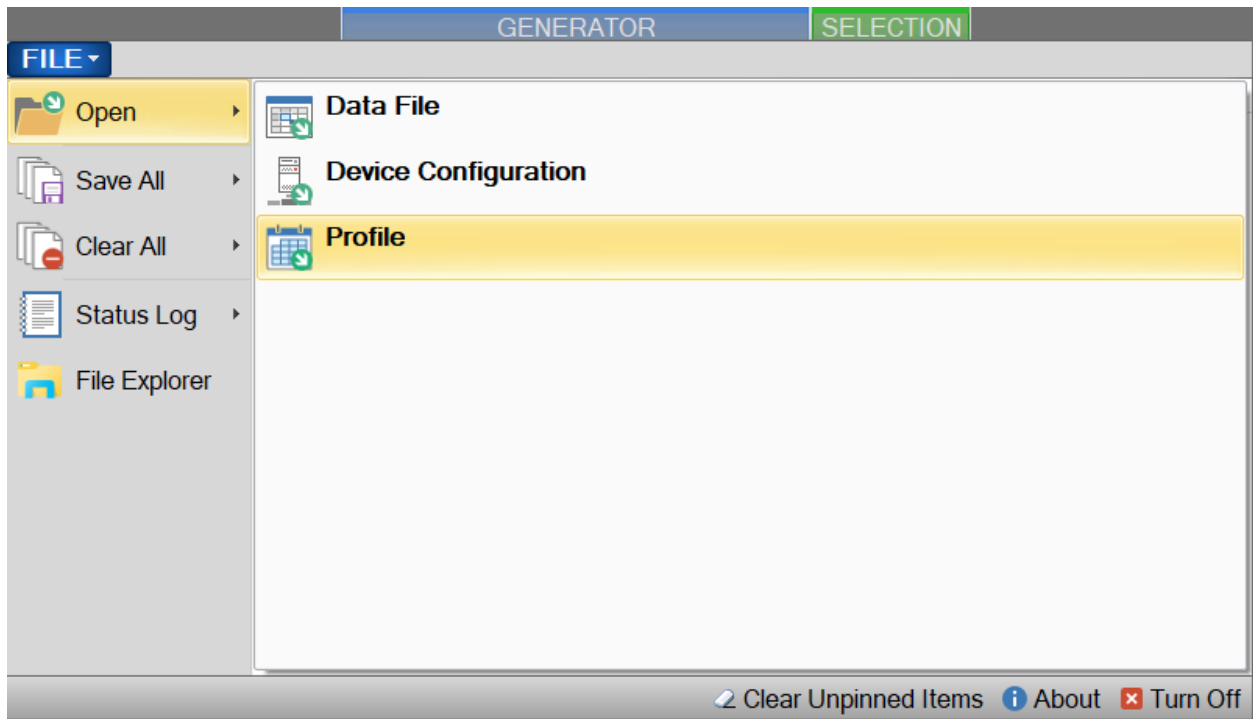 GENERATOR SELECTION
FILE
Open
Save All
Clear All
Status Log
File Explorer
Data File
Device Configuration
Profile
Clear Unpinned Items About Turn Off